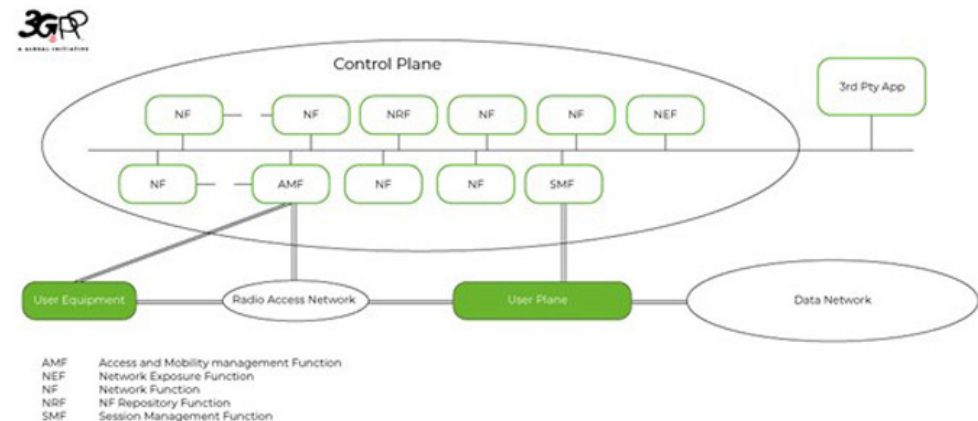 3GPP
A GLOBAL INITIATIVE
Control Plane
3rd Pty App
NF
NF
NRF
NF
NF
NEF
NF
AMF
NF
NF
SMF
User Equipment
Radio Access Network
User Plane
Data Network
AMF Access and Mobility management Function
NEF Network Exposure Function
NF Network Function
NRF NF Repository Function
SMF Session Management Function